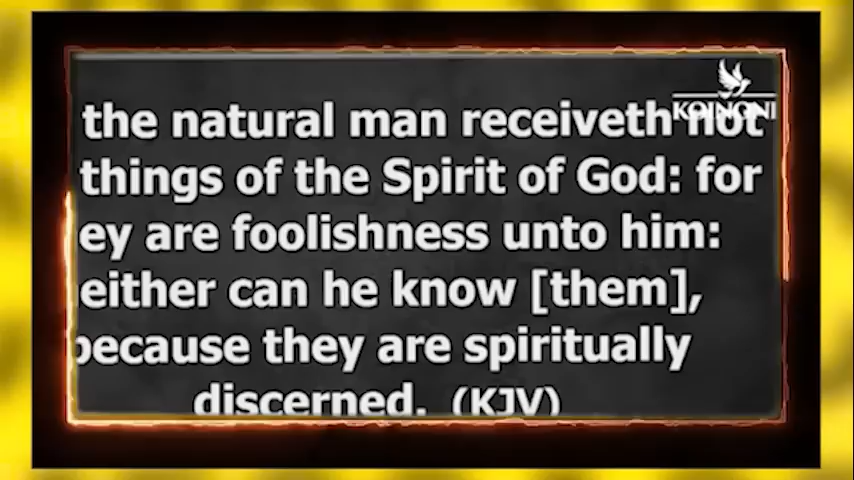 KOINONI
the natural man receiveth not
things of the Spirit of God: for
ey are foolishness unto him:
either can he know [them],
because they are spiritually
discerned. (KJV)